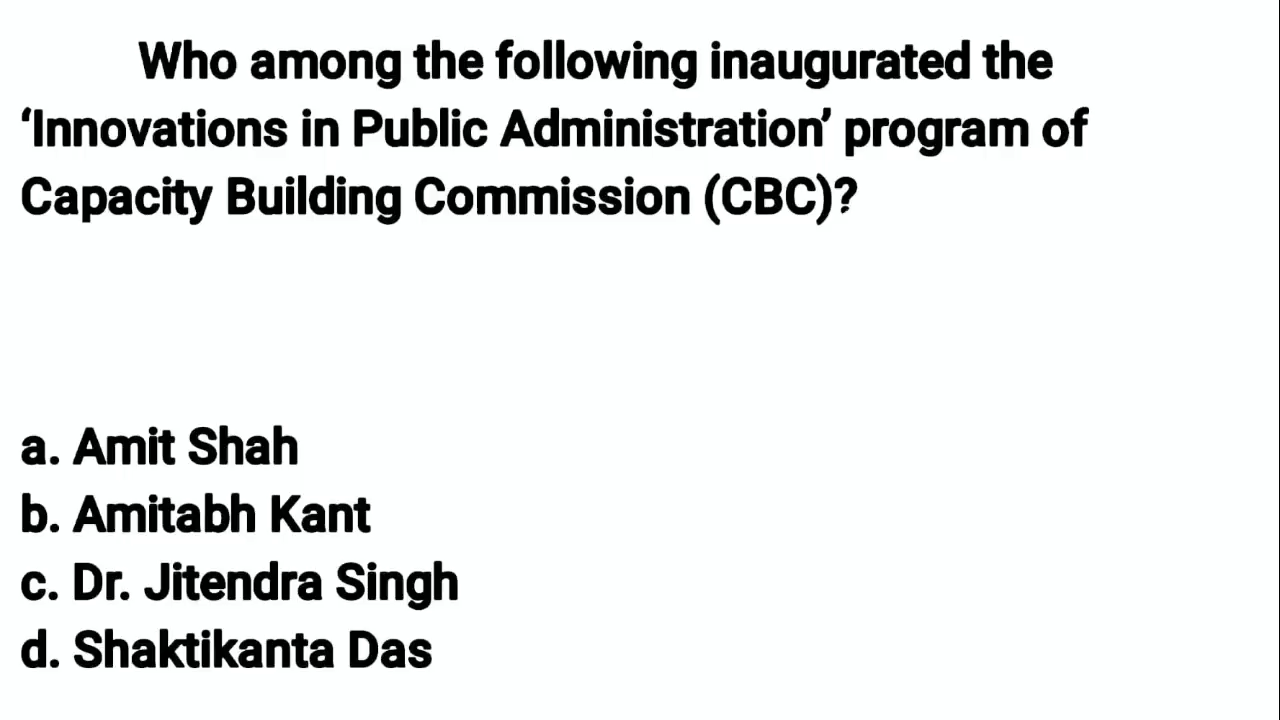 Who among the following inaugurated the
‘Innovations in Public Administration’ program of
Capacity Building Commission (CBC)?
a. Amit Shah
b. Amitabh Kant
c. Dr. Jitendra Singh
d. Shaktikanta Das